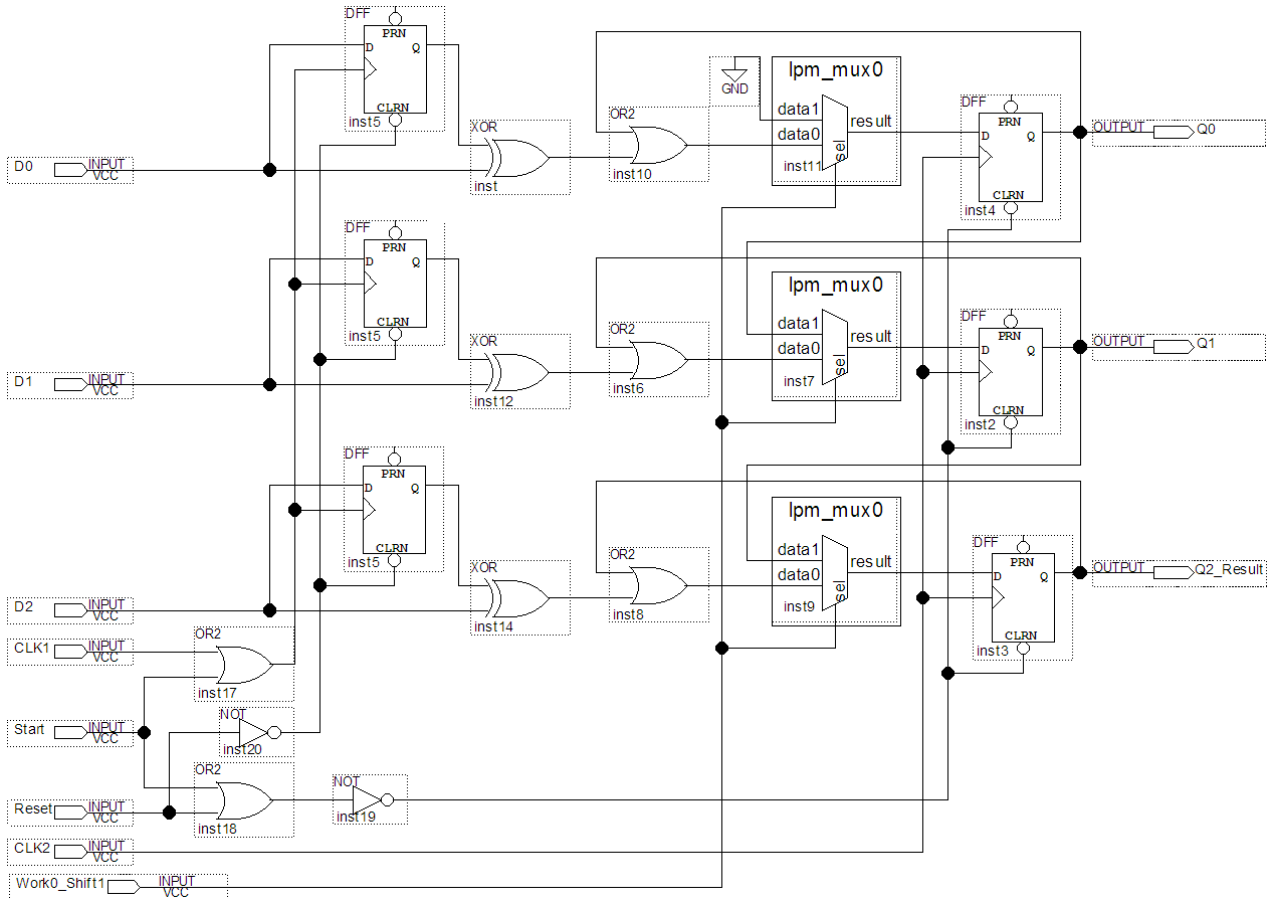 DFF
PRN
D Q
CLRN
inst5
GND
lpm_mux0
data1
data0
result
sel
inst11
OR2
inst10
XOR
inst
DFF
PRN
D Q
CLRN
inst4
OUTPUT Q0
D0 INPUT
VCC
DFF
PRN
D Q
CLRN
inst5
XOR
inst12
OR2
inst6
lpm_mux0
data1
data0
result
sel
inst7
DFF
PRN
D Q
CLRN
inst2
OUTPUT Q1
D1 INPUT
VCC
DFF
PRN
D Q
CLRN
inst5
XOR
inst14
OR2
inst8
lpm_mux0
data1
data0
result
sel
inst9
DFF
PRN
D Q
CLRN
inst3
OUTPUT Q2_Result
D2 INPUT
VCC
CLK1 INPUT
VCC
OR2
inst17
Start INPUT
VCC
NOT
inst20
OR2
inst18
NOT
inst19
Reset INPUT
VCC
CLK2 INPUT
VCC
Work0_Shift1 INPUT
VCC